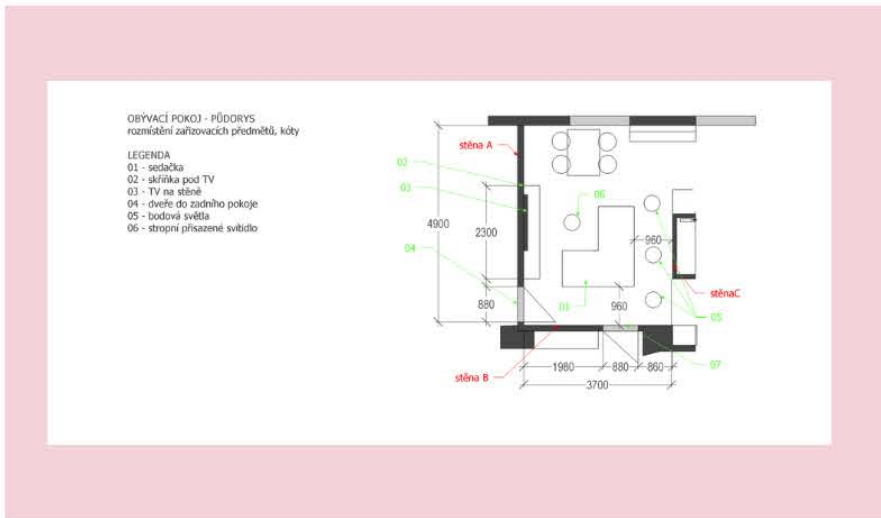 OBÝVACÍ POKOJ - PŮDORYS
rozmístění zařizovacích předmětů, kóty
LEGENDA
01 - sedačka
02 - skříňka pod TV
03 - TV na stěně
04 - dveře do zadního pokoje
05 - bodová světla
06 - stropní přisazené svítidlo
stěna A
02
03
06
4900
2300
960
04
stěnaC
880
01
960
05
07
stěna B
1980
880
860
3700